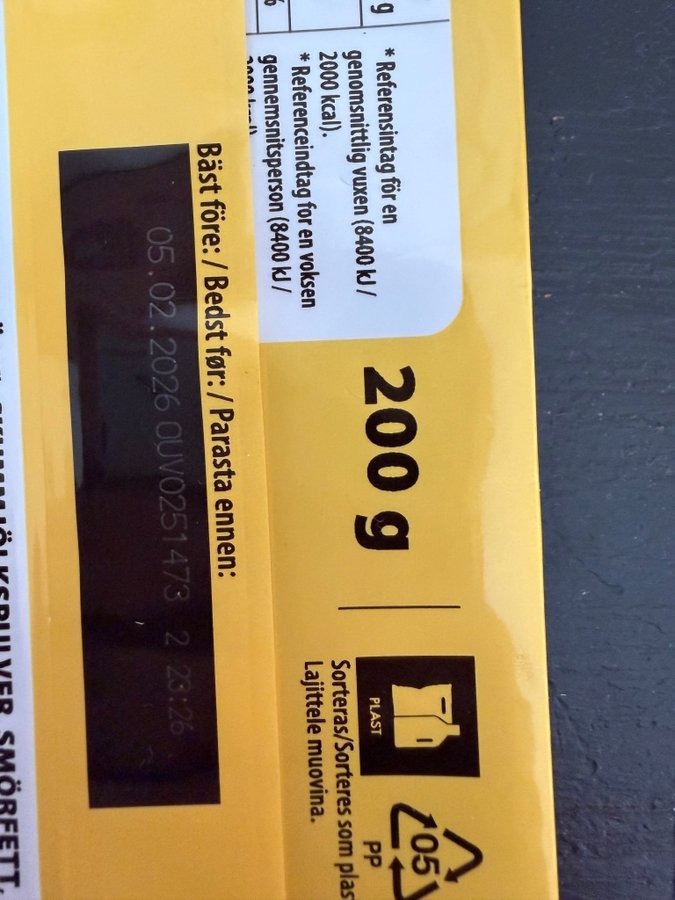 g
6
* Referensintag för en
genomsnittlig vuxen (8400 kJ /
2000 kcal).
* Referenceindtag for en voksen
gennemsnitsperson (8400 kJ /
Bäst före: / Bedst før: / Parasta ennen:
05.02.2026 OUV0251473 2 23:26
200 g
PLAST
Sorteras/Sorteres som plas
Lajittele muovina.
05
PP
SMÖRFETT,